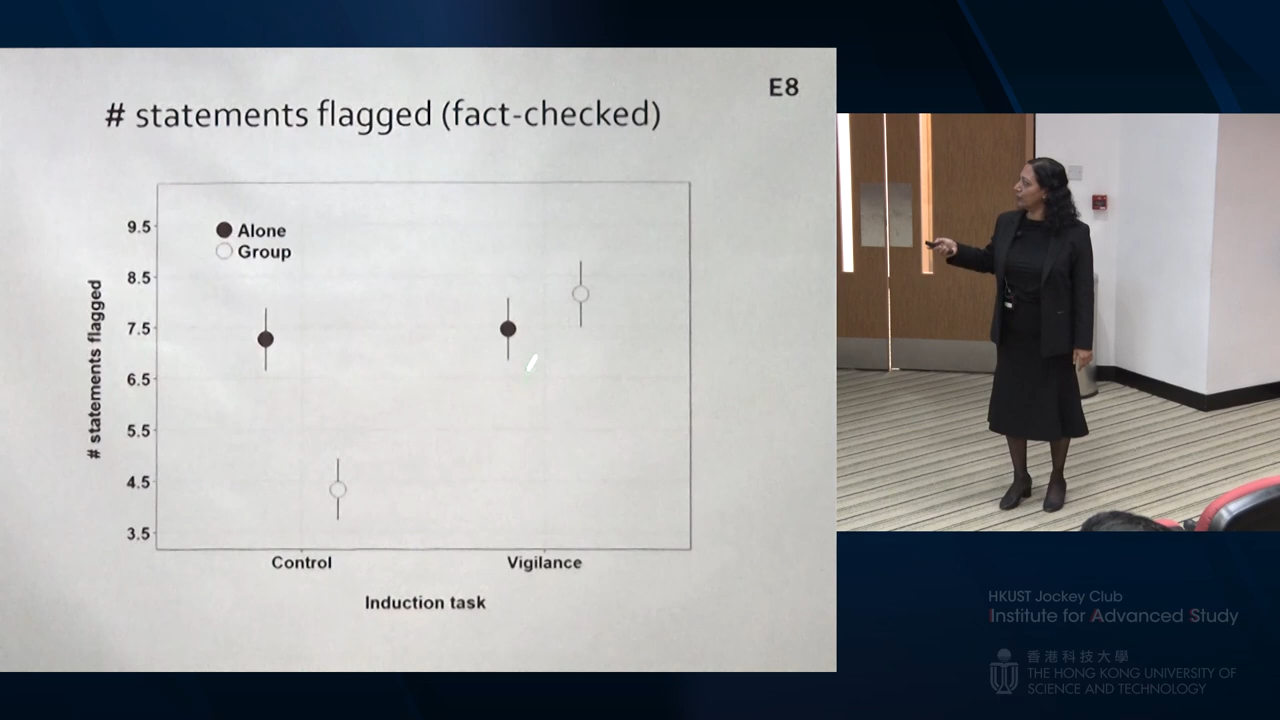 E8
# statements flagged (fact-checked)
Alone
Group
9.5
8.5
7.5
6.5
5.5
4.5
3.5
# statements flagged
Control
Vigilance
Induction task
HKUST Jockey Club
Institute for Advanced Study
香港科技大學
THE HONG KONG UNIVERSITY OF
SCIENCE AND TECHNOLOGY